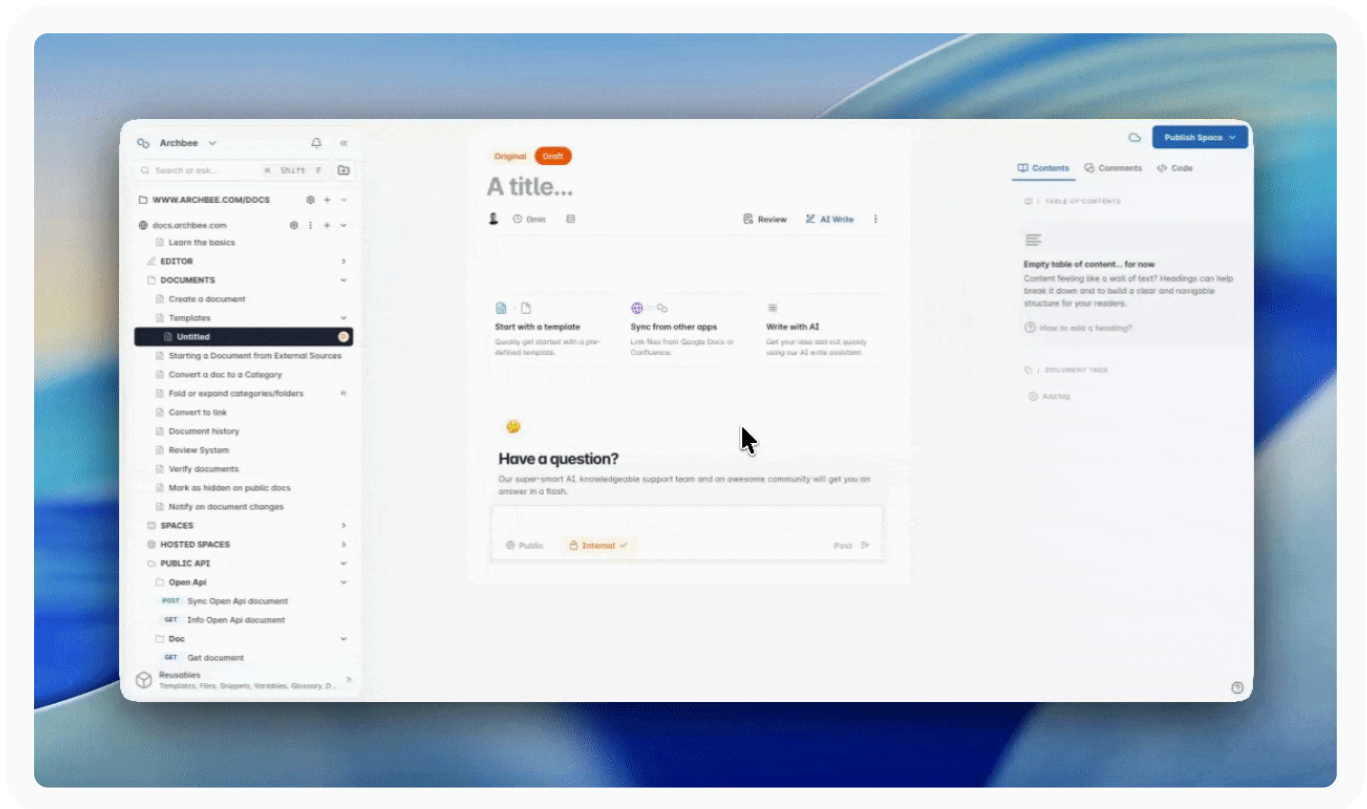 Archbee
Search or ask...
⌘ Shift F
WWW.ARCHBEE.COM/DOCS
docs.archbee.com
Learn the basics
EDITOR
DOCUMENTS
Create a document
Templates
Untitled
Starting a Document from External Sources
Convert a doc to a Category
Fold or expand categories/folders
Convert to link
Document history
Review System
Verify documents
Mark as hidden on public docs
Notify on document changes
SPACES
HOSTED SPACES
PUBLIC API
Open Api
POST Sync Open Api document
GET Info Open Api document
Doc
GET Get document
Reusables
Templates, Files, Snippets, Variables, Glossary, D...
Original Draft
A title...
0min
Review AI Write
Start with a template
Quickly get started with a pre-
defined template.
Sync from other apps
Link files from Google Docs or
Confluence.
Write with AI
Get your idea laid out quickly
using our AI write assistant.
Have a question?
Our super-smart AI, knowledgeable support team and an awesome community will get you an
answer in a flash.
Public Internal Post
Publish Space
Contents Comments Code
TABLE OF CONTENTS
Empty table of content... for now
Content feeling like a wall of text? Headings can help
break it down and to build a clear and navigable
structure for your readers.
How to add a heading?
DOCUMENT TAGS
Add tag